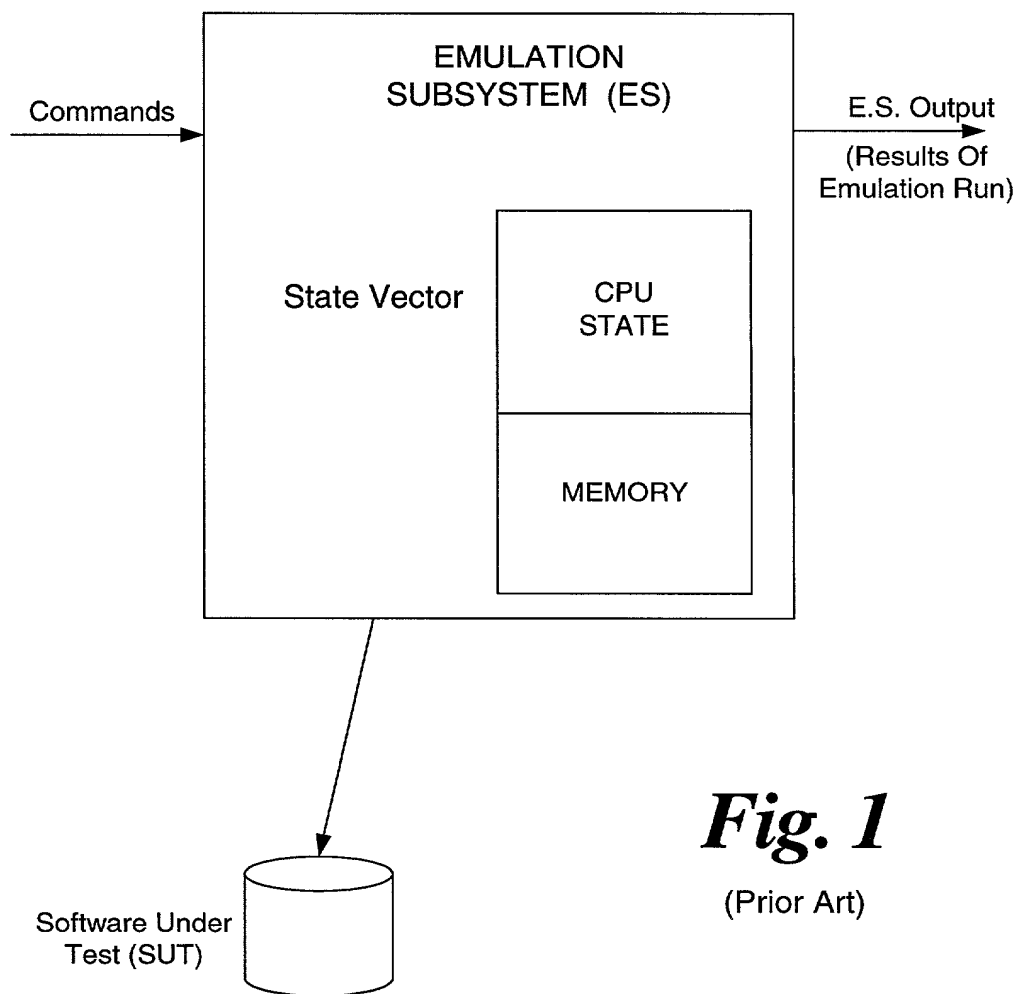 EMULATION
SUBSYSTEM (ES)
Commands
E.S. Output
(Results Of
Emulation Run)
State Vector
CPU
STATE
MEMORY
Software Under
Test (SUT)
Fig. 1
(Prior Art)